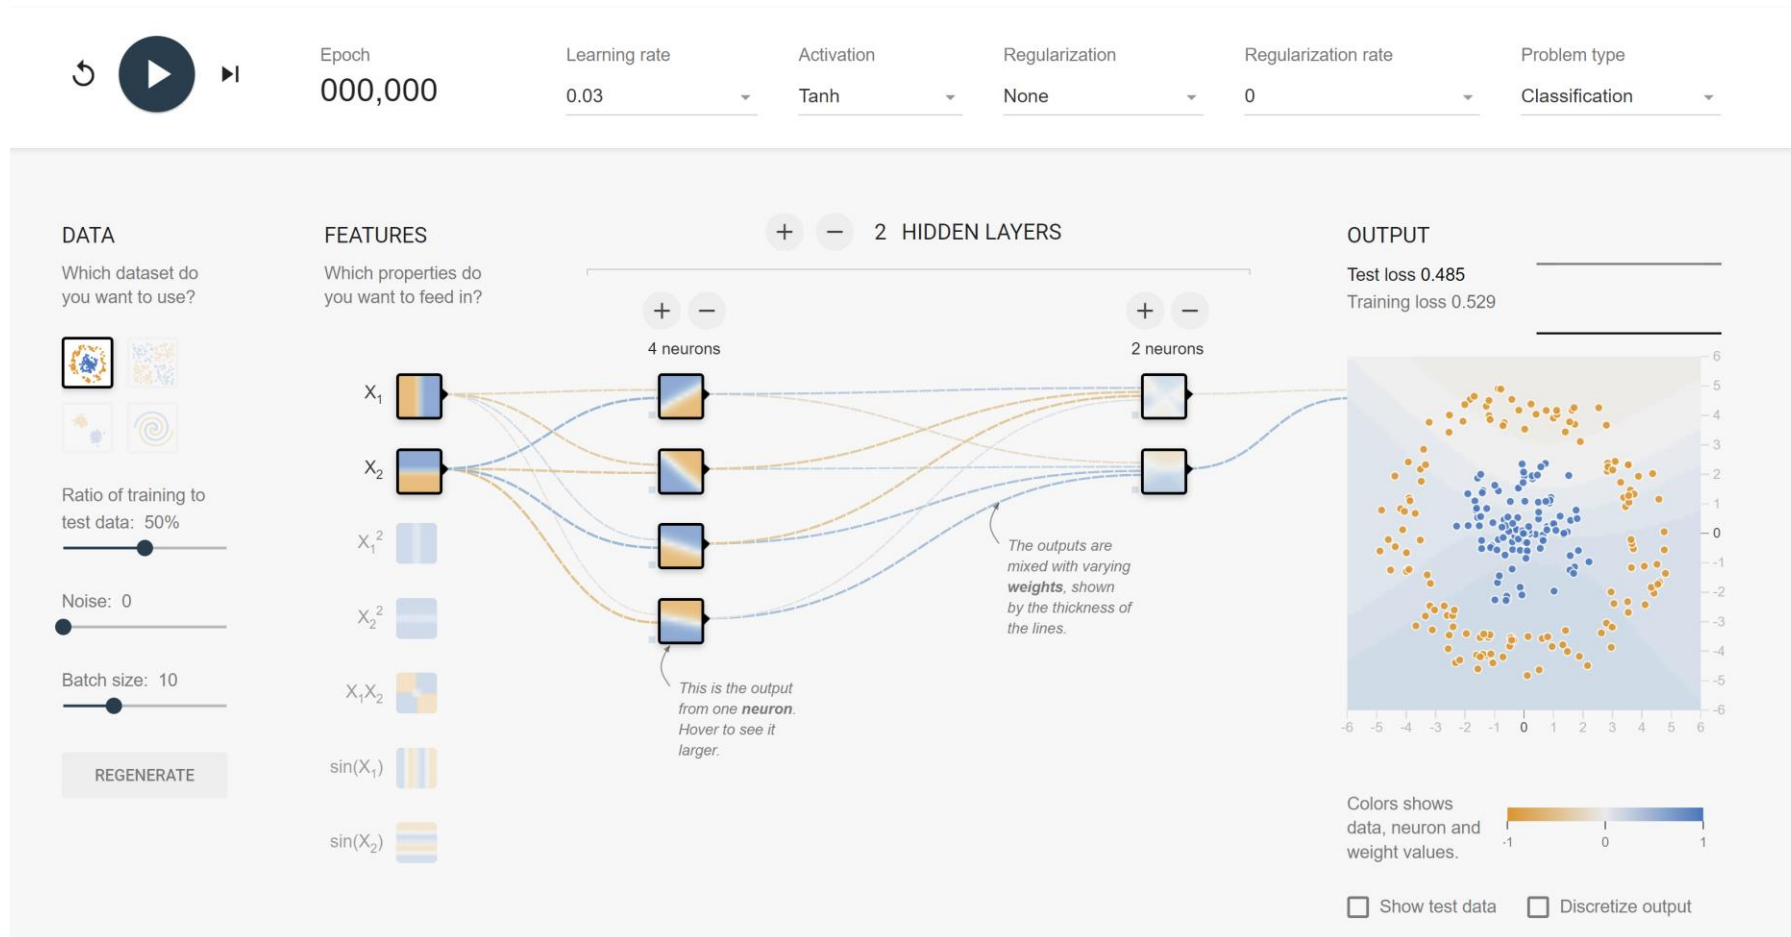 Epoch
000,000
Learning rate
0.03
Activation
Tanh
Regularization
None
Regularization rate
0
Problem type
Classification
DATA
Which dataset do
you want to use?
Ratio of training to
test data: 50%
Noise: 0
Batch size: 10
REGENERATE
FEATURES
Which properties do
you want to feed in?
X1
X2
X1²
X2²
X1X2
sin(X1)
sin(X2)
+ − 2 HIDDEN LAYERS
+ −
4 neurons
+ −
2 neurons
This is the output
from one neuron.
Hover to see it
larger.
The outputs are
mixed with varying
weights, shown
by the thickness of
the lines.
OUTPUT
Test loss 0.485
Training loss 0.529
6
5
4
3
2
1
0
-1
-2
-3
-4
-5
-6
-6 -5 -4 -3 -2 -1 0 1 2 3 4 5 6
Colors shows
data, neuron and
weight values.
-1 0 1
Show test data
Discretize output